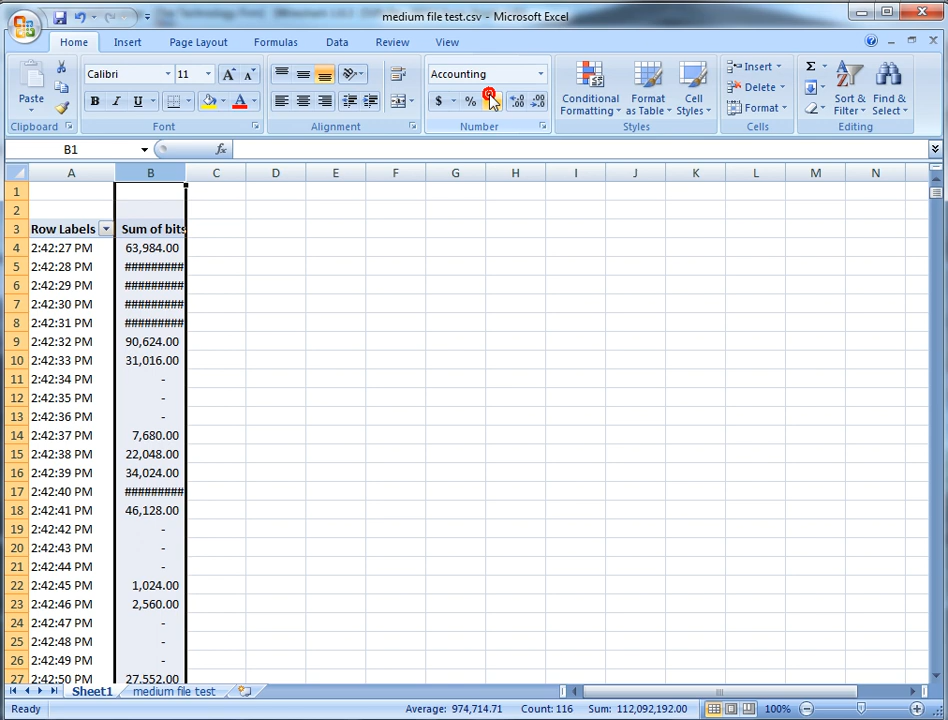 medium file test.csv - Microsoft Excel
Home Insert Page Layout Formulas Data Review View
Paste
Calibri 11
B I U
Accounting
$ %
Conditional Formatting
Format as Table
Cell Styles
Insert
Delete
Format
Σ
Sort & Filter
Find & Select
Clipboard Font Alignment Number Styles Cells Editing
B1 fx
A B C D E F G H I J K L M N
1
2
3 Row Labels Sum of bits
4 2:42:27 PM 63,984.00
5 2:42:28 PM #########
6 2:42:29 PM #########
7 2:42:30 PM #########
8 2:42:31 PM #########
9 2:42:32 PM 90,624.00
10 2:42:33 PM 31,016.00
11 2:42:34 PM -
12 2:42:35 PM -
13 2:42:36 PM -
14 2:42:37 PM 7,680.00
15 2:42:38 PM 22,048.00
16 2:42:39 PM 34,024.00
17 2:42:40 PM #########
18 2:42:41 PM 46,128.00
19 2:42:42 PM -
20 2:42:43 PM -
21 2:42:44 PM -
22 2:42:45 PM 1,024.00
23 2:42:46 PM 2,560.00
24 2:42:47 PM -
25 2:42:48 PM -
26 2:42:49 PM -
27 2:42:50 PM 27,552.00
Sheet1 medium file test
Ready Average: 974,714.71 Count: 116 Sum: 112,092,192.00 100%